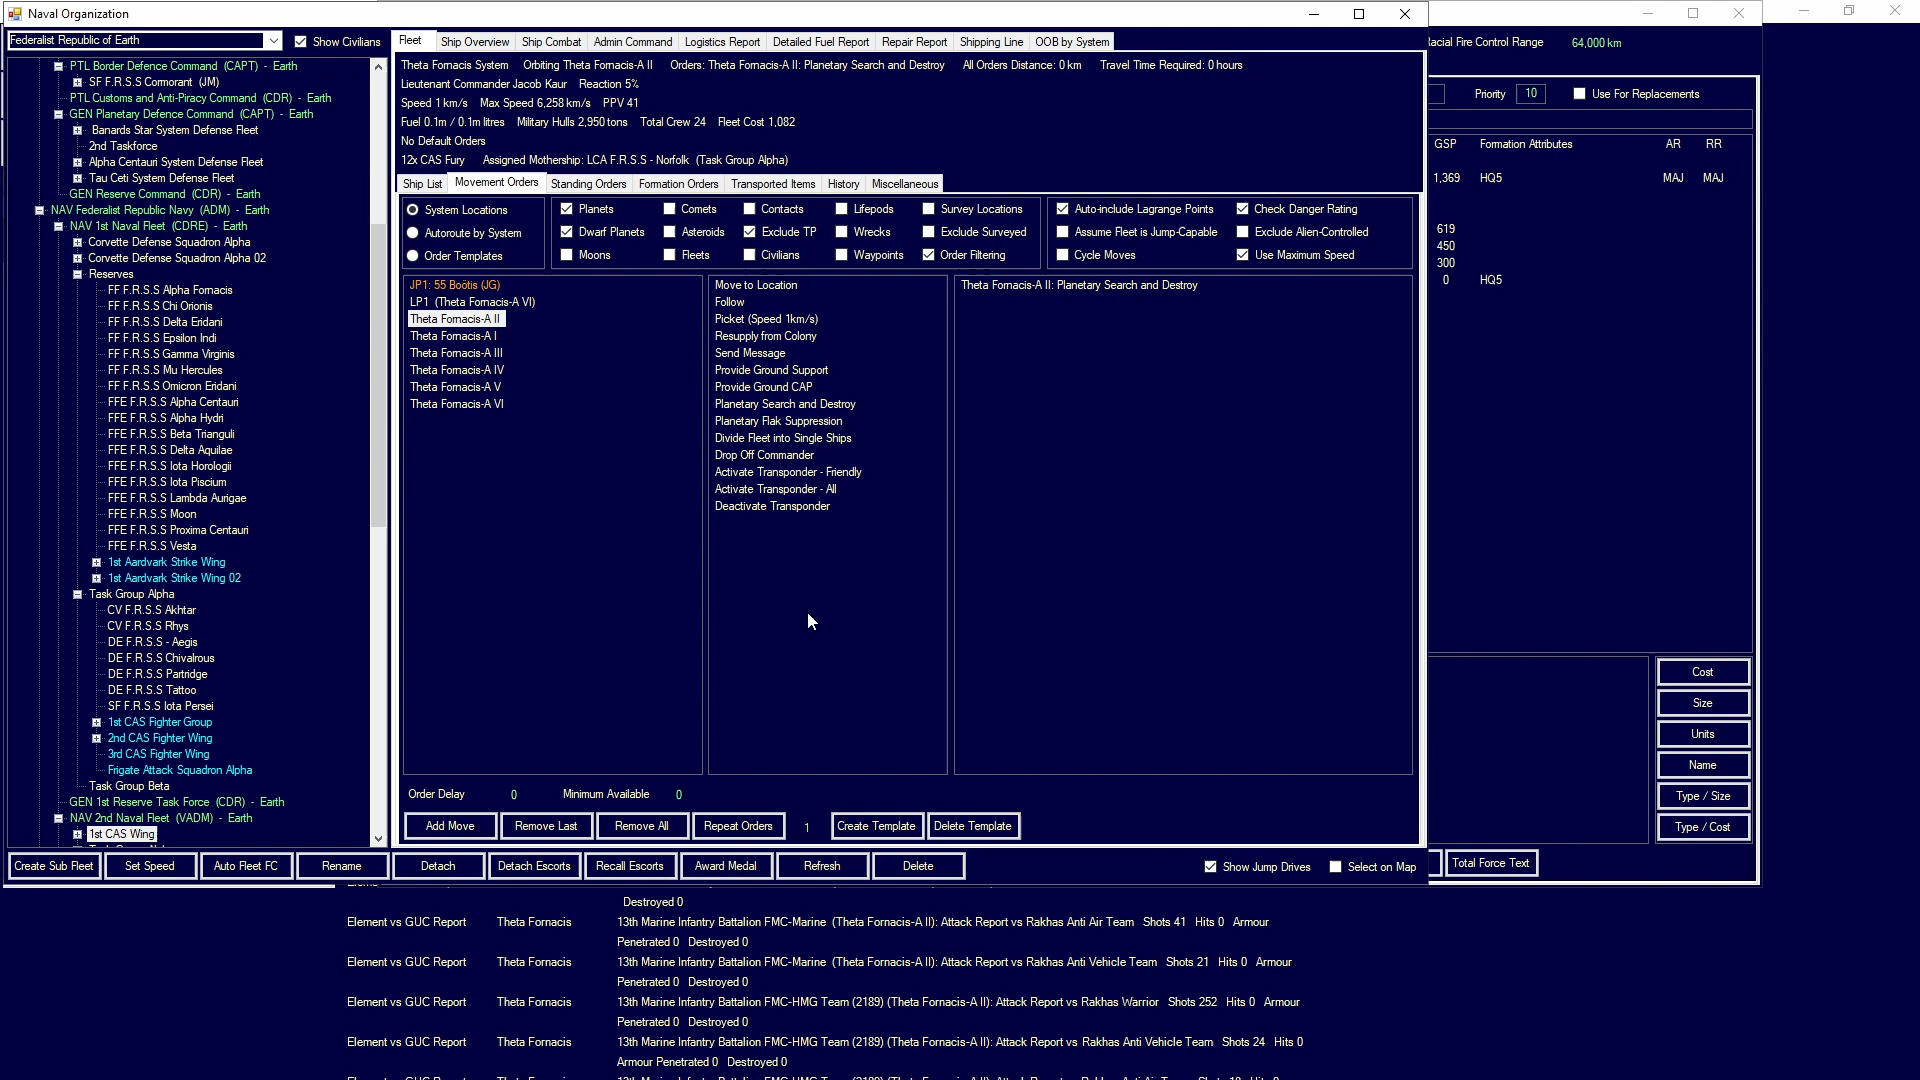 Naval Organization
Federalist Republic of Earth
Show Civilians
PTL Border Defence Command (CAPT) - Earth
SF F.R.S.S Cormorant (JM)
PTL Customs and Anti-Piracy Command (CDR) - Earth
GEN Planetary Defence Command (CAPT) - Earth
Banards Star System Defense Fleet
2nd Taskforce
Alpha Centauri System Defense Fleet
Tau Ceti System Defense Fleet
GEN Reserve Command (CDR) - Earth
NAV Federalist Republic Navy (ADM) - Earth
NAV 1st Naval Fleet (CDRE) - Earth
Corvette Defense Squadron Alpha
Corvette Defense Squadron Alpha 02
Reserves
FF F.R.S.S Alpha Fornacis
FF F.R.S.S Chi Orionis
FF F.R.S.S Delta Eridani
FF F.R.S.S Epsilon Indi
FF F.R.S.S Gamma Virginis
FF F.R.S.S Mu Hercules
FF F.R.S.S Omicron Eridani
FFE F.R.S.S Alpha Centauri
FFE F.R.S.S Alpha Hydri
FFE F.R.S.S Beta Trianguli
FFE F.R.S.S Delta Aquilae
FFE F.R.S.S Iota Horologii
FFE F.R.S.S Iota Piscium
FFE F.R.S.S Lambda Aurigae
FFE F.R.S.S Moon
FFE F.R.S.S Proxima Centauri
FFE F.R.S.S Vesta
1st Aardvark Strike Wing
1st Aardvark Strike Wing 02
Task Group Alpha
CV F.R.S.S Akhtar
CV F.R.S.S Rhys
DE F.R.S.S - Aegis
DE F.R.S.S Chivalrous
DE F.R.S.S Partridge
DE F.R.S.S Tattoo
SF F.R.S.S Iota Persei
1st CAS Fighter Group
2nd CAS Fighter Wing
3rd CAS Fighter Wing
Frigate Attack Squadron Alpha
Task Group Beta
GEN 1st Reserve Task Force (CDR) - Earth
NAV 2nd Naval Fleet (VADM) - Earth
1st CAS Wing
Fleet Ship Overview Ship Combat Admin Command Logistics Report Detailed Fuel Report Repair Report Shipping Line OOB by System
Theta Fornacis System Orbiting Theta Fornacis-A II Orders: Theta Fornacis-A II: Planetary Search and Destroy All Orders Distance: 0 km Travel Time Required: 0 hours
Lieutenant Commander Jacob Kaur Reaction 5%
Speed 1 km/s Max Speed 6,258 km/s PPV 41
Fuel 0.1m / 0.1m litres Military Hulls 2,950 tons Total Crew 24 Fleet Cost 1,082
No Default Orders
12x CAS Fury Assigned Mothership: LCA F.R.S.S - Norfolk (Task Group Alpha)
Ship List Movement Orders Standing Orders Formation Orders Transported Items History Miscellaneous
System Locations
Autoroute by System
Order Templates
Planets Comets Contacts Lifepods Survey Locations
Dwarf Planets Asteroids Exclude TP Wrecks Exclude Surveyed
Moons Fleets Civilians Waypoints Order Filtering
Auto-include Lagrange Points Check Danger Rating
Assume Fleet is Jump-Capable Exclude Alien-Controlled
Cycle Moves Use Maximum Speed
JP1: 55 Boötis (JG)
LP1 (Theta Fornacis-A VI)
Theta Fornacis-A II
Theta Fornacis-A I
Theta Fornacis-A III
Theta Fornacis-A IV
Theta Fornacis-A V
Theta Fornacis-A VI
Move to Location
Follow
Picket (Speed 1km/s)
Resupply from Colony
Send Message
Provide Ground Support
Provide Ground CAP
Planetary Search and Destroy
Planetary Flak Suppression
Divide Fleet into Single Ships
Drop Off Commander
Activate Transponder - Friendly
Activate Transponder - All
Deactivate Transponder
Theta Fornacis-A II: Planetary Search and Destroy
Order Delay 0 Minimum Available 0
Add Move Remove Last Remove All Repeat Orders 1 Create Template Delete Template
Create Sub Fleet Set Speed Auto Fleet FC Rename Detach Detach Escorts Recall Escorts Award Medal Refresh Delete
Show Jump Drives Select on Map
Racial Fire Control Range 64,000 km
Priority 10 Use For Replacements
GSP Formation Attributes AR RR
1,369 HQ5 MAJ MAJ
619
450
300
0 HQ5
Cost
Size
Units
Name
Type / Size
Type / Cost
Total Force Text
Destroyed 0
Element vs GUC Report Theta Fornacis 13th Marine Infantry Battalion FMC-Marine (Theta Fornacis-A II): Attack Report vs Rakhas Anti Air Team Shots 41 Hits 0 Armour
Penetrated 0 Destroyed 0
Element vs GUC Report Theta Fornacis 13th Marine Infantry Battalion FMC-Marine (Theta Fornacis-A II): Attack Report vs Rakhas Anti Vehicle Team Shots 21 Hits 0 Armour
Penetrated 0 Destroyed 0
Element vs GUC Report Theta Fornacis 13th Marine Infantry Battalion FMC-HMG Team (2189) (Theta Fornacis-A II): Attack Report vs Rakhas Warrior Shots 252 Hits 0 Armour
Penetrated 0 Destroyed 0
Element vs GUC Report Theta Fornacis 13th Marine Infantry Battalion FMC-HMG Team (2189) (Theta Fornacis-A II): Attack Report vs Rakhas Anti Vehicle Team Shots 24 Hits 0
Armour Penetrated 0 Destroyed 0